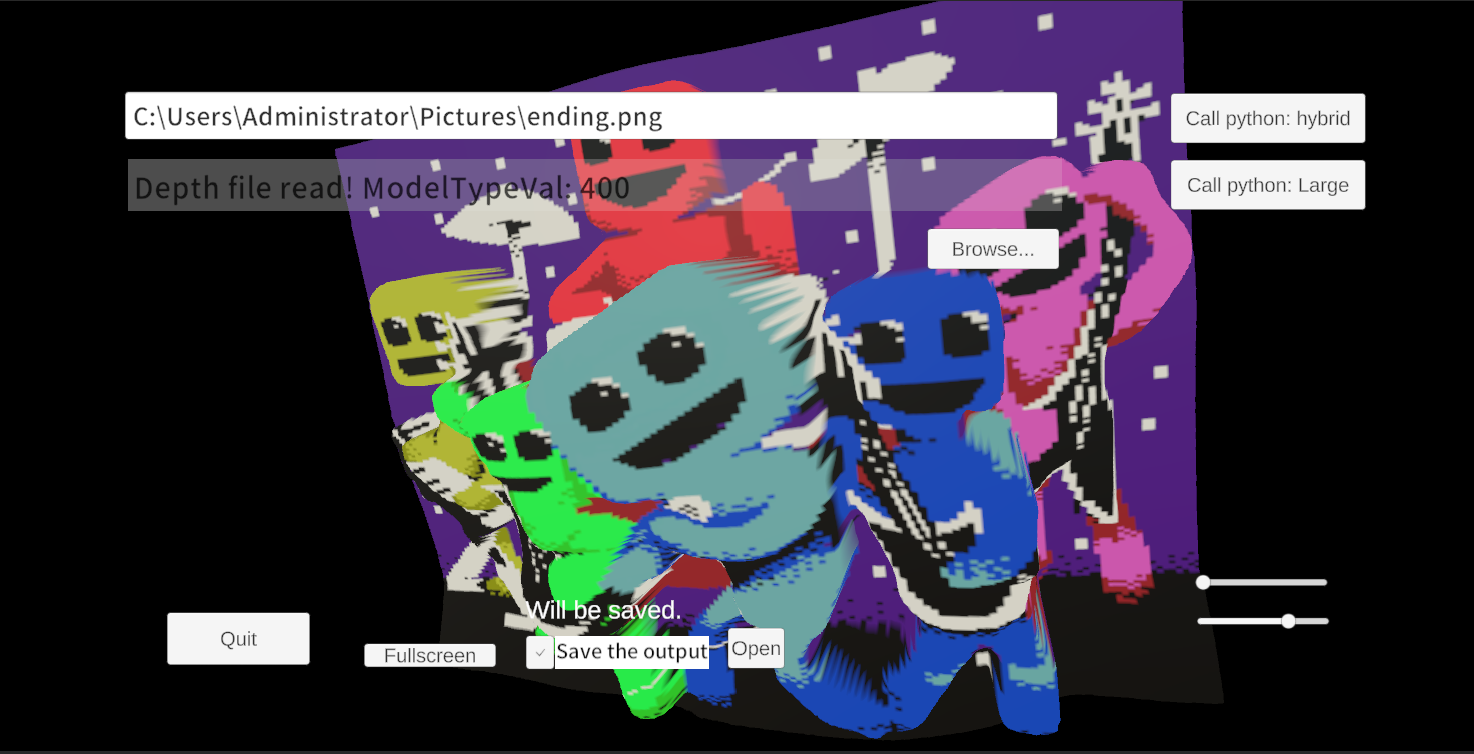 C:\Users\Administrator\Pictures\ending.png
Call python: hybrid
Depth file read! ModelTypeVal: 400
Call python: Large
Browse...
Will be saved.
Quit
Fullscreen
Save the output
Open